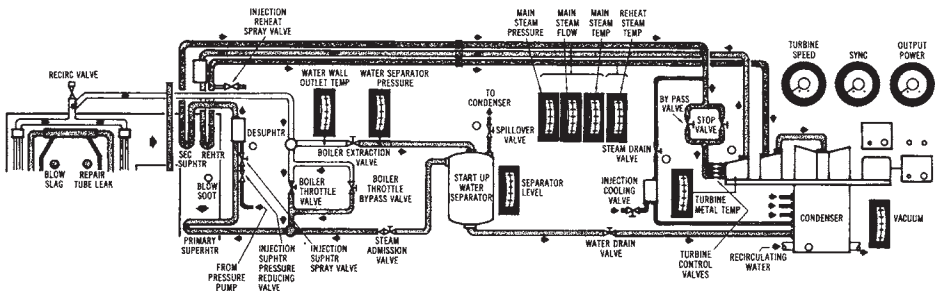 INJECTION
REHEAT
SPRAY VALVE
MAIN
STEAM
PRESSURE
MAIN
STEAM
FLOW
MAIN
STEAM
TEMP
REHEAT
STEAM
TEMP
TURBINE
SPEED
SYNC
OUTPUT
POWER
RECIRC VALVE
WATER WALL
OUTLET TEMP
WATER SEPARATOR
PRESSURE
TO
CONDENSER
SPILLOVER
VALVE
BY PASS
VALVE
STOP
VALVE
STEAM DRAIN
VALVE
DESUPHTR
SEC
SUPHTR
REHTR
BOILER EXTRACTION
VALVE
BLOW
SLAG
REPAIR
TUBE LEAK
BLOW
SOOT
BOILER
THROTTLE
VALVE
BOILER
THROTTLE
BYPASS VALVE
START UP
WATER
SEPARATOR
SEPARATOR
LEVEL
INJECTION
COOLING
VALVE
TURBINE
METAL TEMP
CONDENSER
VACUUM
PRIMARY
SUPERHTR
FROM
PRESSURE
PUMP
INJECTION
SUPHTR
PRESSURE
REDUCING
VALVE
INJECTION
SUPHTR
SPRAY VALVE
STEAM
ADMISSION
VALVE
WATER DRAIN
VALVE
TURBINE
CONTROL
VALVES
RECIRCULATING
WATER